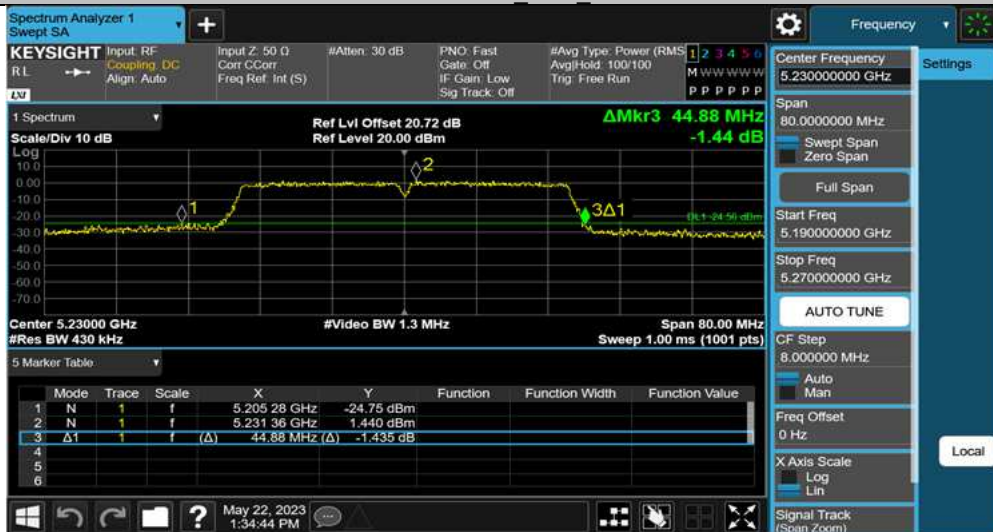 Spectrum Analyzer 1
Swept SA
+
Frequency
KEYSIGHT
RL
LXI
Input: RF
Coupling: DC
Align: Auto
Input Z: 50 Ω
Corr CCorr
Freq Ref: Int (S)
#Atten: 30 dB
PNO: Fast
Gate: Off
IF Gain: Low
Sig Track: Off
#Avg Type: Power (RMS
Avg|Hold: 100/100
Trig: Free Run
1 2 3 4 5 6
M W W W W W
P P P P P P
1 Spectrum
Scale/Div 10 dB
Ref Lvl Offset 20.72 dB
Ref Level 20.00 dBm
ΔMkr3 44.88 MHz
-1.44 dB
Log
10.0
0.00
-10.0
-20.0
-30.0
-40.0
-50.0
-60.0
-70.0
1
2
3Δ1
DL1 -24.56 dBm
Center 5.23000 GHz
#Res BW 430 kHz
#Video BW 1.3 MHz
Span 80.00 MHz
Sweep 1.00 ms (1001 pts)
5 Marker Table
Mode Trace Scale X Y Function Function Width Function Value
1 N 1 f 5.205 28 GHz -24.75 dBm
2 N 1 f 5.231 36 GHz 1.440 dBm
3 Δ1 1 f (Δ) 44.88 MHz (Δ) -1.435 dB
4
5
6
?
May 22, 2023
1:34:44 PM
Center Frequency
5.230000000 GHz
Span
80.0000000 MHz
Swept Span
Zero Span
Full Span
Start Freq
5.190000000 GHz
Stop Freq
5.270000000 GHz
AUTO TUNE
CF Step
8.000000 MHz
Auto
Man
Freq Offset
0 Hz
X Axis Scale
Log
Lin
Signal Track
(Span Zoom)
Settings
Local